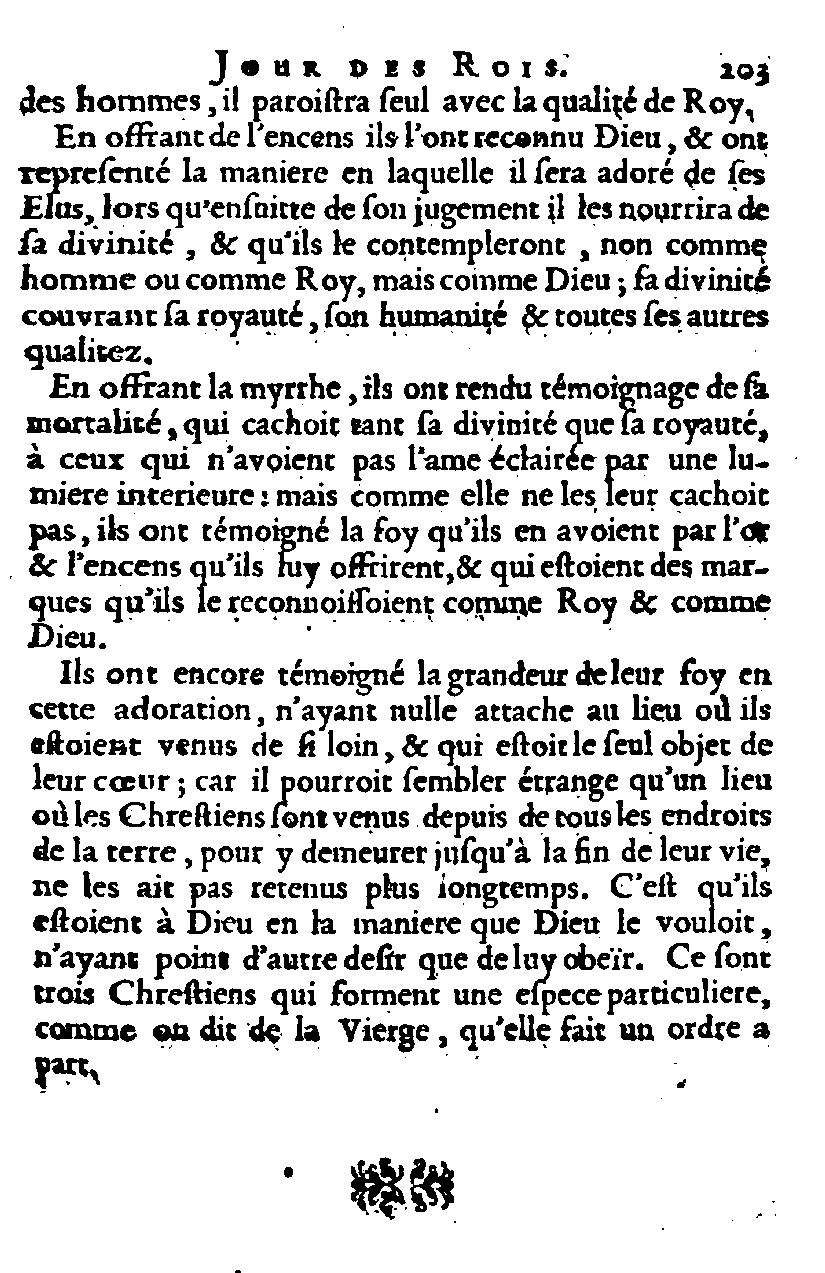 JOUR DES ROIS. 203
des hommes, il paroiſtra ſeul avec la qualité de Roy,
En offrant de l'encens ils l'ont reconnu Dieu, & ont
repreſenté la maniere en laquelle il ſera adoré de ſes
Elus, lors qu'enſuitte de ſon jugement il les nourrira de
ſa divinité, & qu'ils le contempleront, non comme
homme ou comme Roy, mais comme Dieu; ſa divinité
couvrant ſa royauté, ſon humanité & toutes ſes autres
qualitez.
En offrant la myrrhe, ils ont rendu témoignage de ſa
mortalité, qui cachoit tant ſa divinité que ſa royauté,
à ceux qui n'avoient pas l'ame éclairée par une lu-
miere interieure: mais comme elle ne les leur cachoit
pas, ils ont témoigné la foy qu'ils en avoient par l'or
& l'encens qu'ils luy offrirent, & qui eſtoient des mar-
ques qu'ils le reconnoiſſoient comme Roy & comme
Dieu.
Ils ont encore témoigné la grandeur de leur foy en
cette adoration, n'ayant nulle attache au lieu où ils
eſtoient venus de ſi loin, & qui eſtoit le ſeul objet de
leur cœur; car il pourroit ſembler étrange qu'un lieu
où les Chreſtiens ſont venus depuis de tous les endroits
de la terre, pour y demeurer juſqu'à la fin de leur vie,
ne les ait pas retenus plus longtemps. C'eſt qu'ils
eſtoient à Dieu en la maniere que Dieu le vouloit,
n'ayant point d'autre deſir que de luy obeïr. Ce ſont
trois Chreſtiens qui forment une eſpece particuliere,
comme on dit de la Vierge, qu'elle fait un ordre a
part.